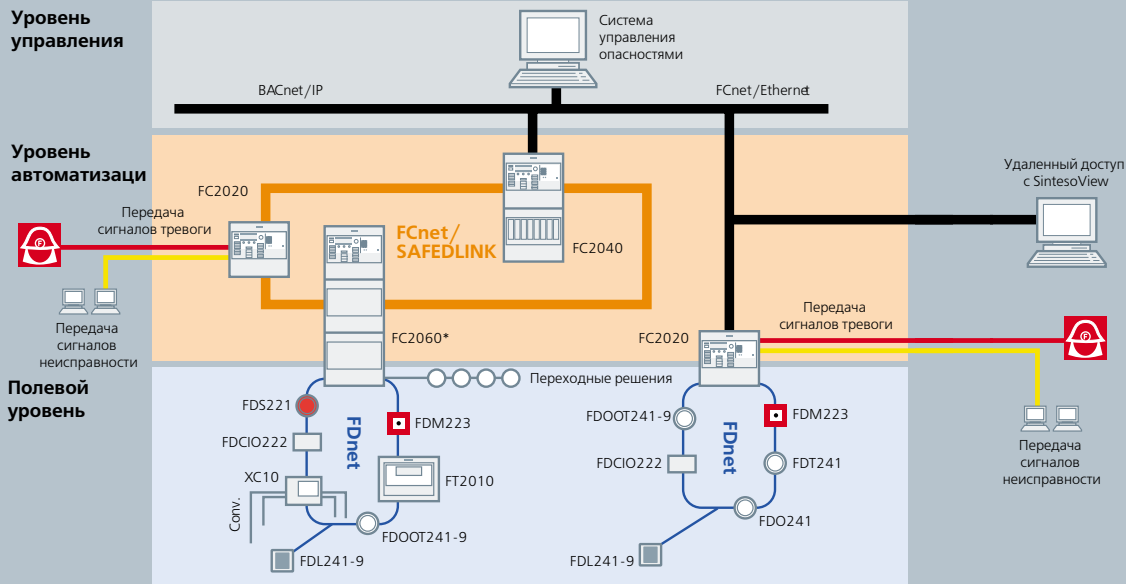 Уровень
управления
Система
управления
опасностями
BACnet/IP
FCnet/Ethernet
Уровень
автоматизаци
FC2020
Передача
сигналов тревоги
FCnet/
SAFEDLINK
FC2040
Удаленный доступ
с SintesoView
Передача
сигналов
неисправности
FC2060*
FC2020
Передача
сигналов тревоги
Полевой
уровень
Переходные решения
FDS221
FDM223
FDCIO222
FDnet
XC10
FT2010
Conv.
FDOOT241-9
FDL241-9
FDOOT241-9
FDM223
FDCIO222
FDnet
FDT241
FDO241
FDL241-9
Передача
сигналов
неисправности